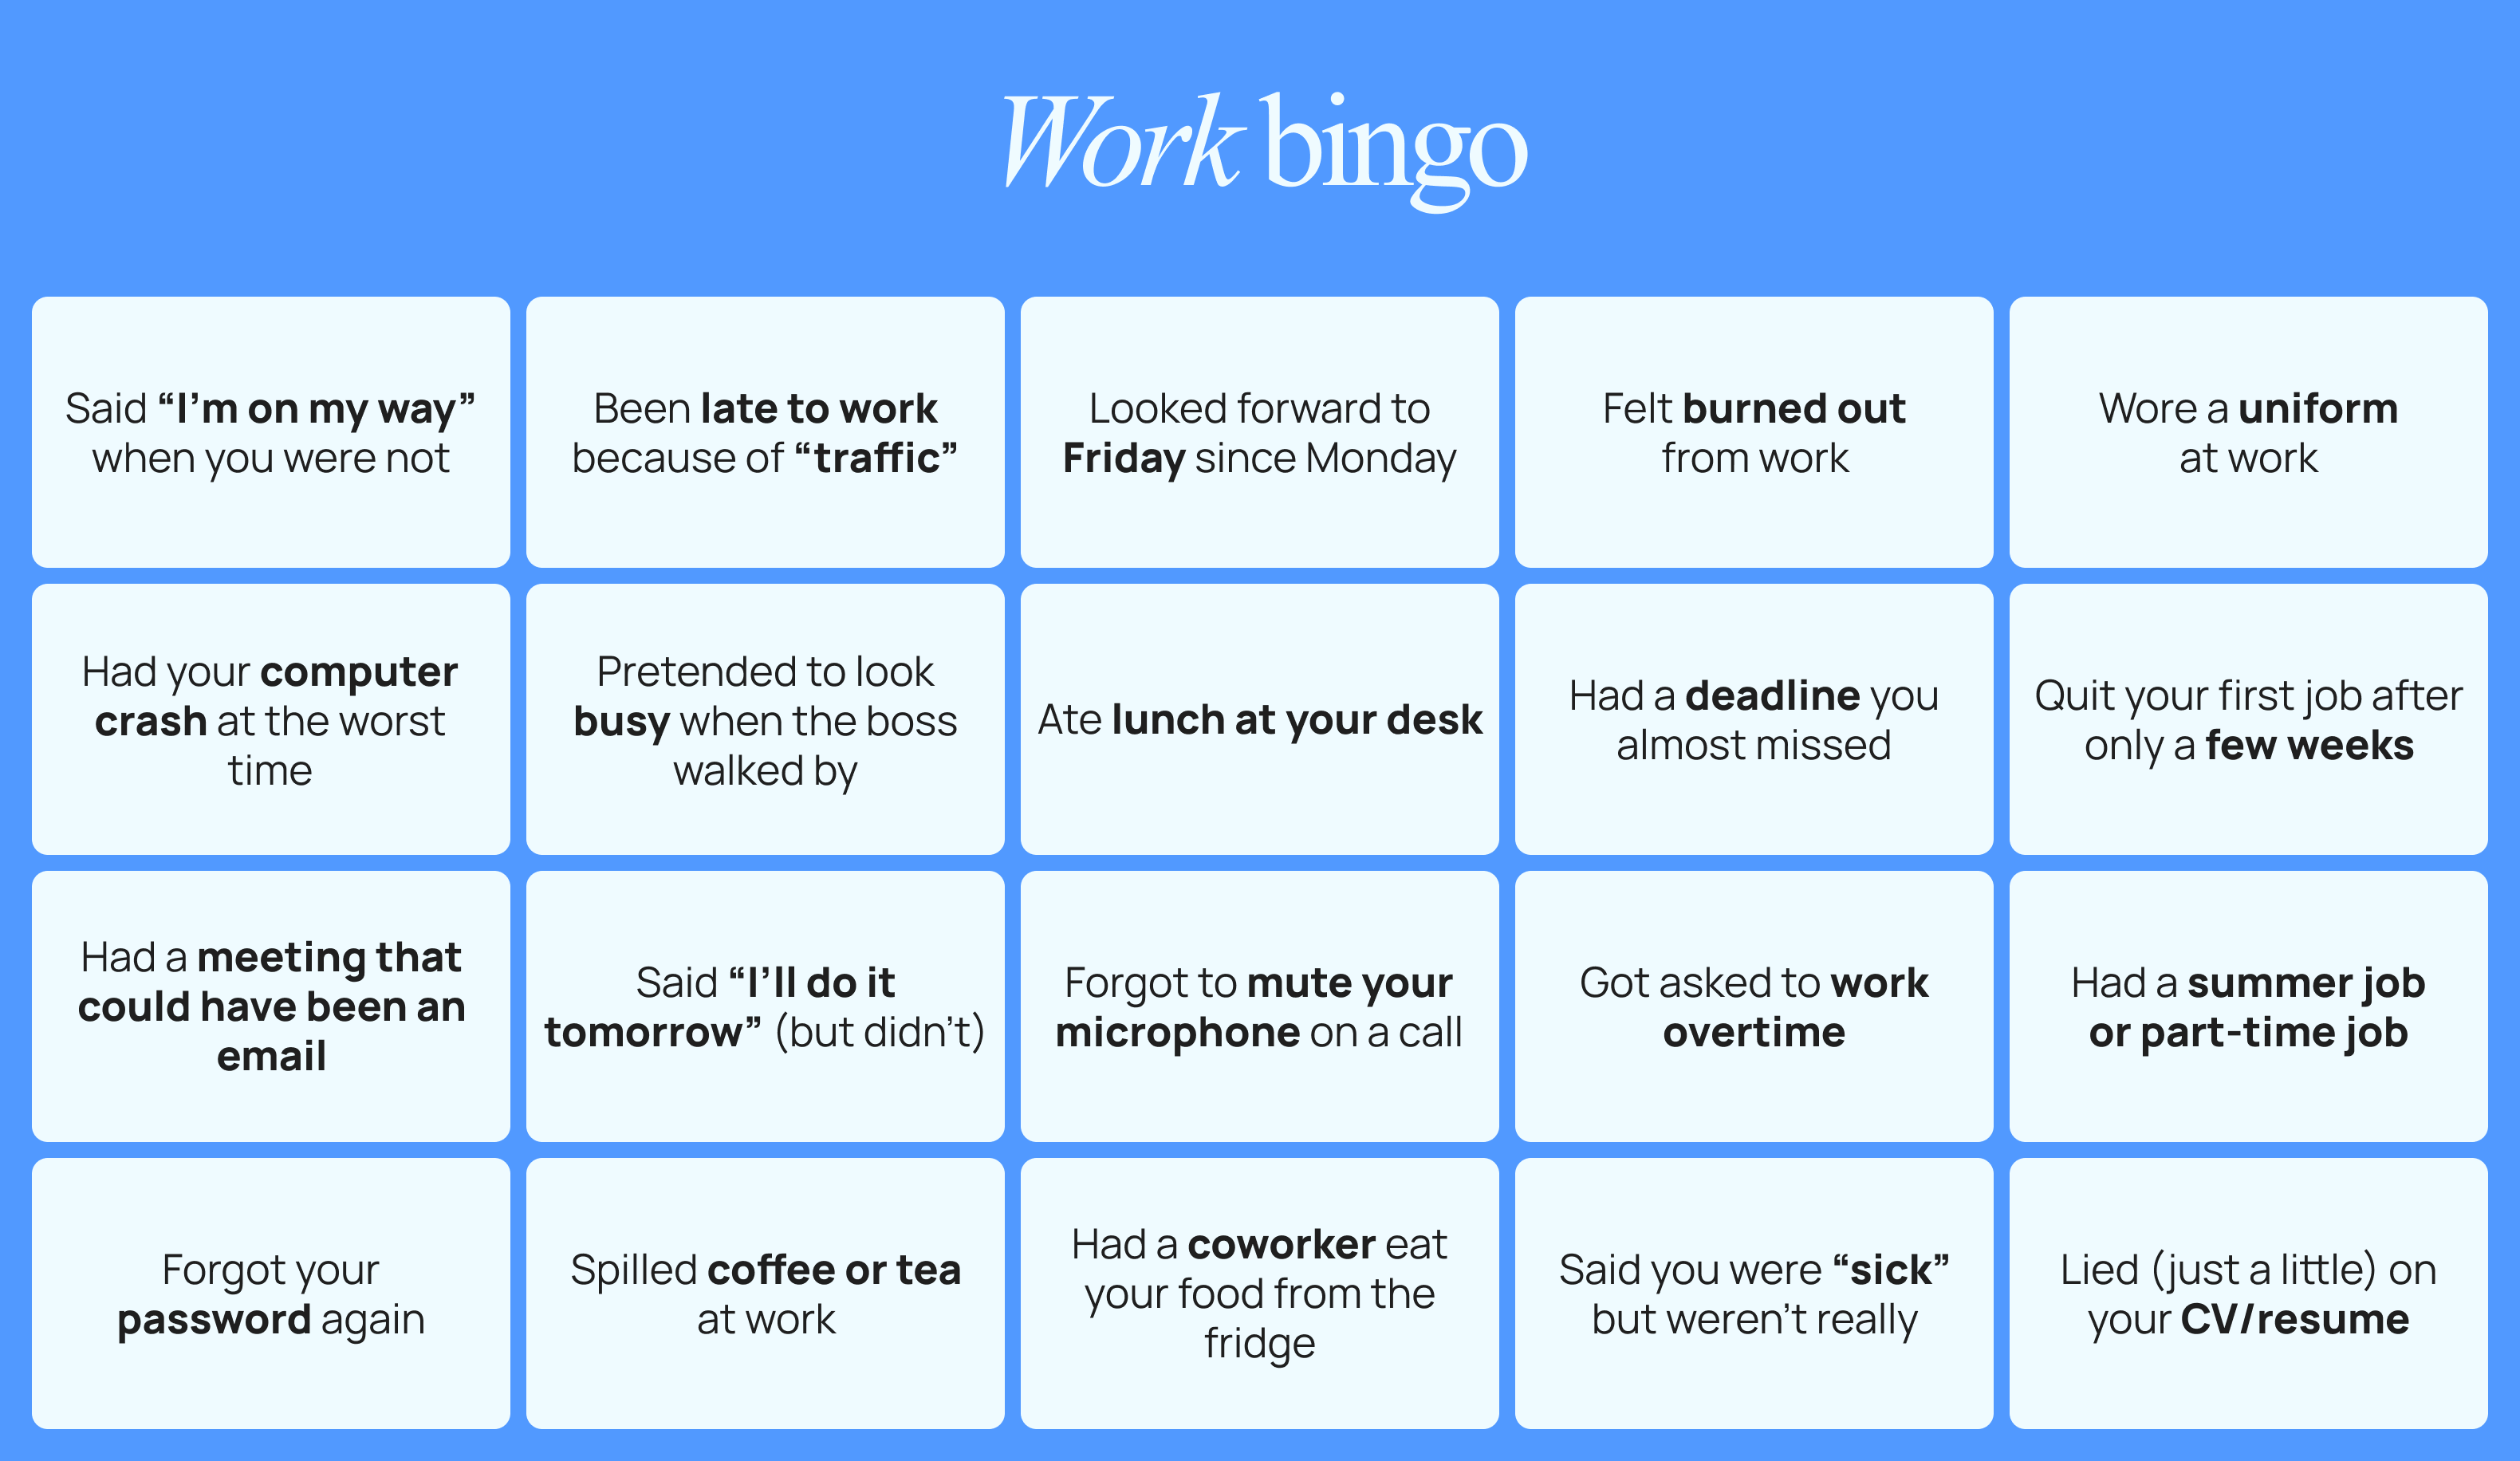 Work bingo
Said “I’m on my way”
when you were not
Been late to work
because of “traffic”
Looked forward to
Friday since Monday
Felt burned out
from work
Wore a uniform
at work
Had your computer
crash at the worst
time
Pretended to look
busy when the boss
walked by
Ate lunch at your desk
Had a deadline you
almost missed
Quit your first job after
only a few weeks
Had a meeting that
could have been an
email
Said “I’ll do it
tomorrow” (but didn’t)
Forgot to mute your
microphone on a call
Got asked to work
overtime
Had a summer job
or part-time job
Forgot your
password again
Spilled coffee or tea
at work
Had a coworker eat
your food from the
fridge
Said you were “sick”
but weren’t really
Lied (just a little) on
your CV/resume